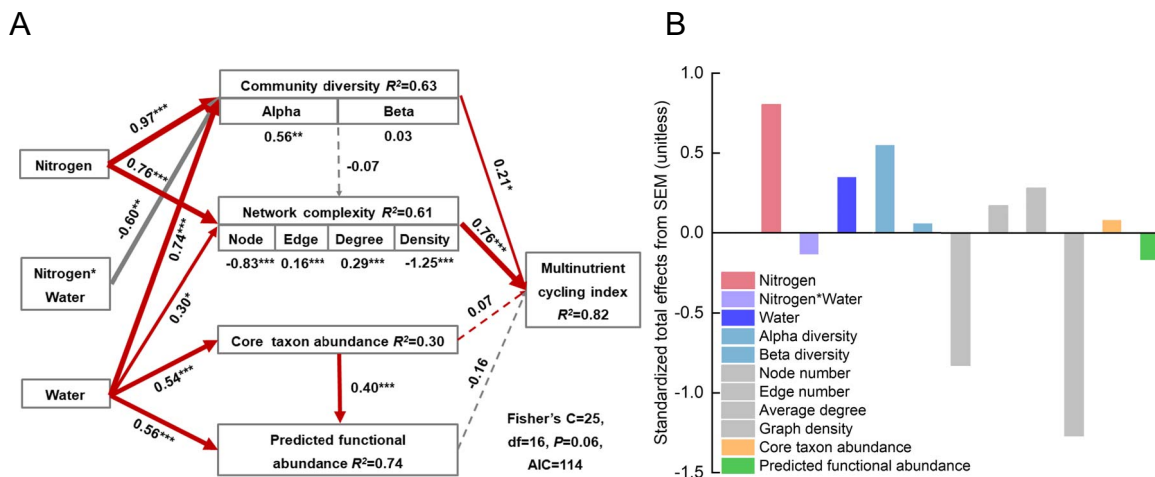 A
Community diversity R²=0.63
Alpha Beta
0.56** 0.03
0.97***
Nitrogen
0.76***
-0.07
0.21*
-0.60**
0.74***
Network complexity R²=0.61
Node Edge Degree Density
-0.83*** 0.16*** 0.29*** -1.25***
0.76***
Nitrogen*
Water
0.30*
Multinutrient
cycling index
R²=0.82
0.07
Core taxon abundance R²=0.30
-0.16
0.54***
0.40***
Water
0.56***
Predicted functional
abundance R²=0.74
Fisher's C=25,
df=16, P=0.06,
AIC=114
B
Standardized total effects from SEM (unitless)
1.0
0.5
0.0
-0.5
-1.0
-1.5
Nitrogen
Nitrogen*Water
Water
Alpha diversity
Beta diversity
Node number
Edge number
Average degree
Graph density
Core taxon abundance
Predicted functional abundance